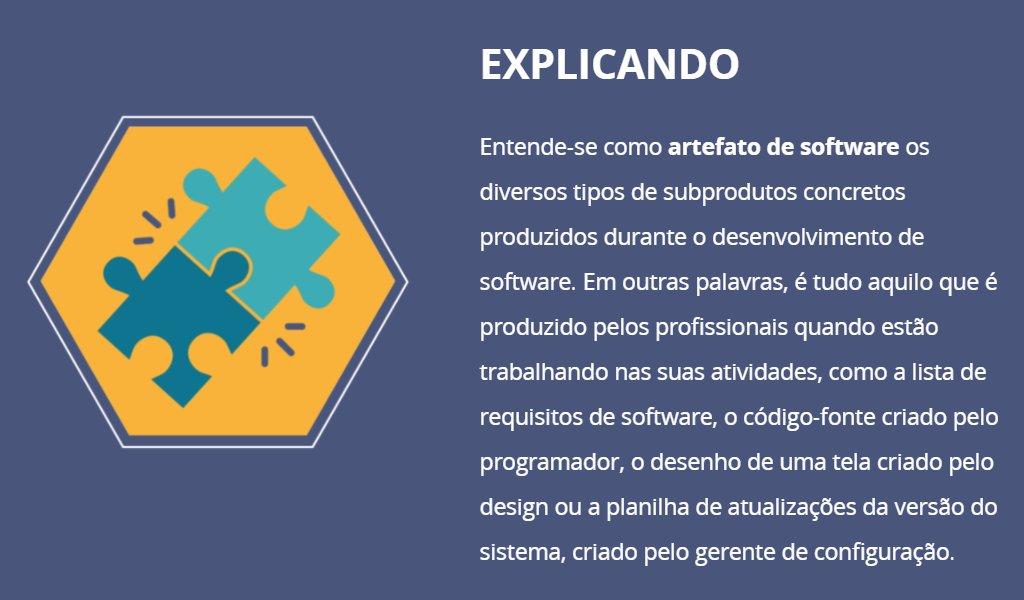 EXPLICANDO
Entende-se como artefato de software os
diversos tipos de subprodutos concretos
produzidos durante o desenvolvimento de
software. Em outras palavras, é tudo aquilo que é
produzido pelos profissionais quando estão
trabalhando nas suas atividades, como a lista de
requisitos de software, o código-fonte criado pelo
programador, o desenho de uma tela criado pelo
design ou a planilha de atualizações da versão do
sistema, criado pelo gerente de configuração.